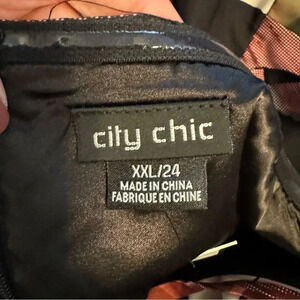 city chic
XXL/24
MADE IN CHINA
FABRIQUE EN CHINE